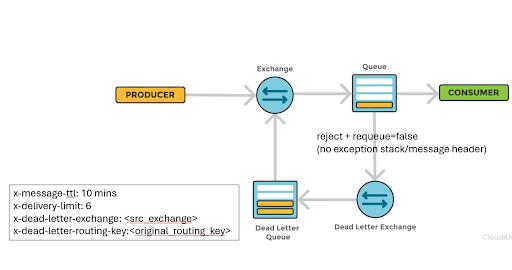 Exchange
Queue
PRODUCER
CONSUMER
reject + requeue=false
(no exception stack/message header)
x-message-ttl: 10 mins
x-delivery-limit: 6
x-dead-letter-exchange: <src_exchange>
x-dead-letter-routing-key:<original_routing_key>
Dead Letter
Queue
Dead Letter Exchange
CloudAM